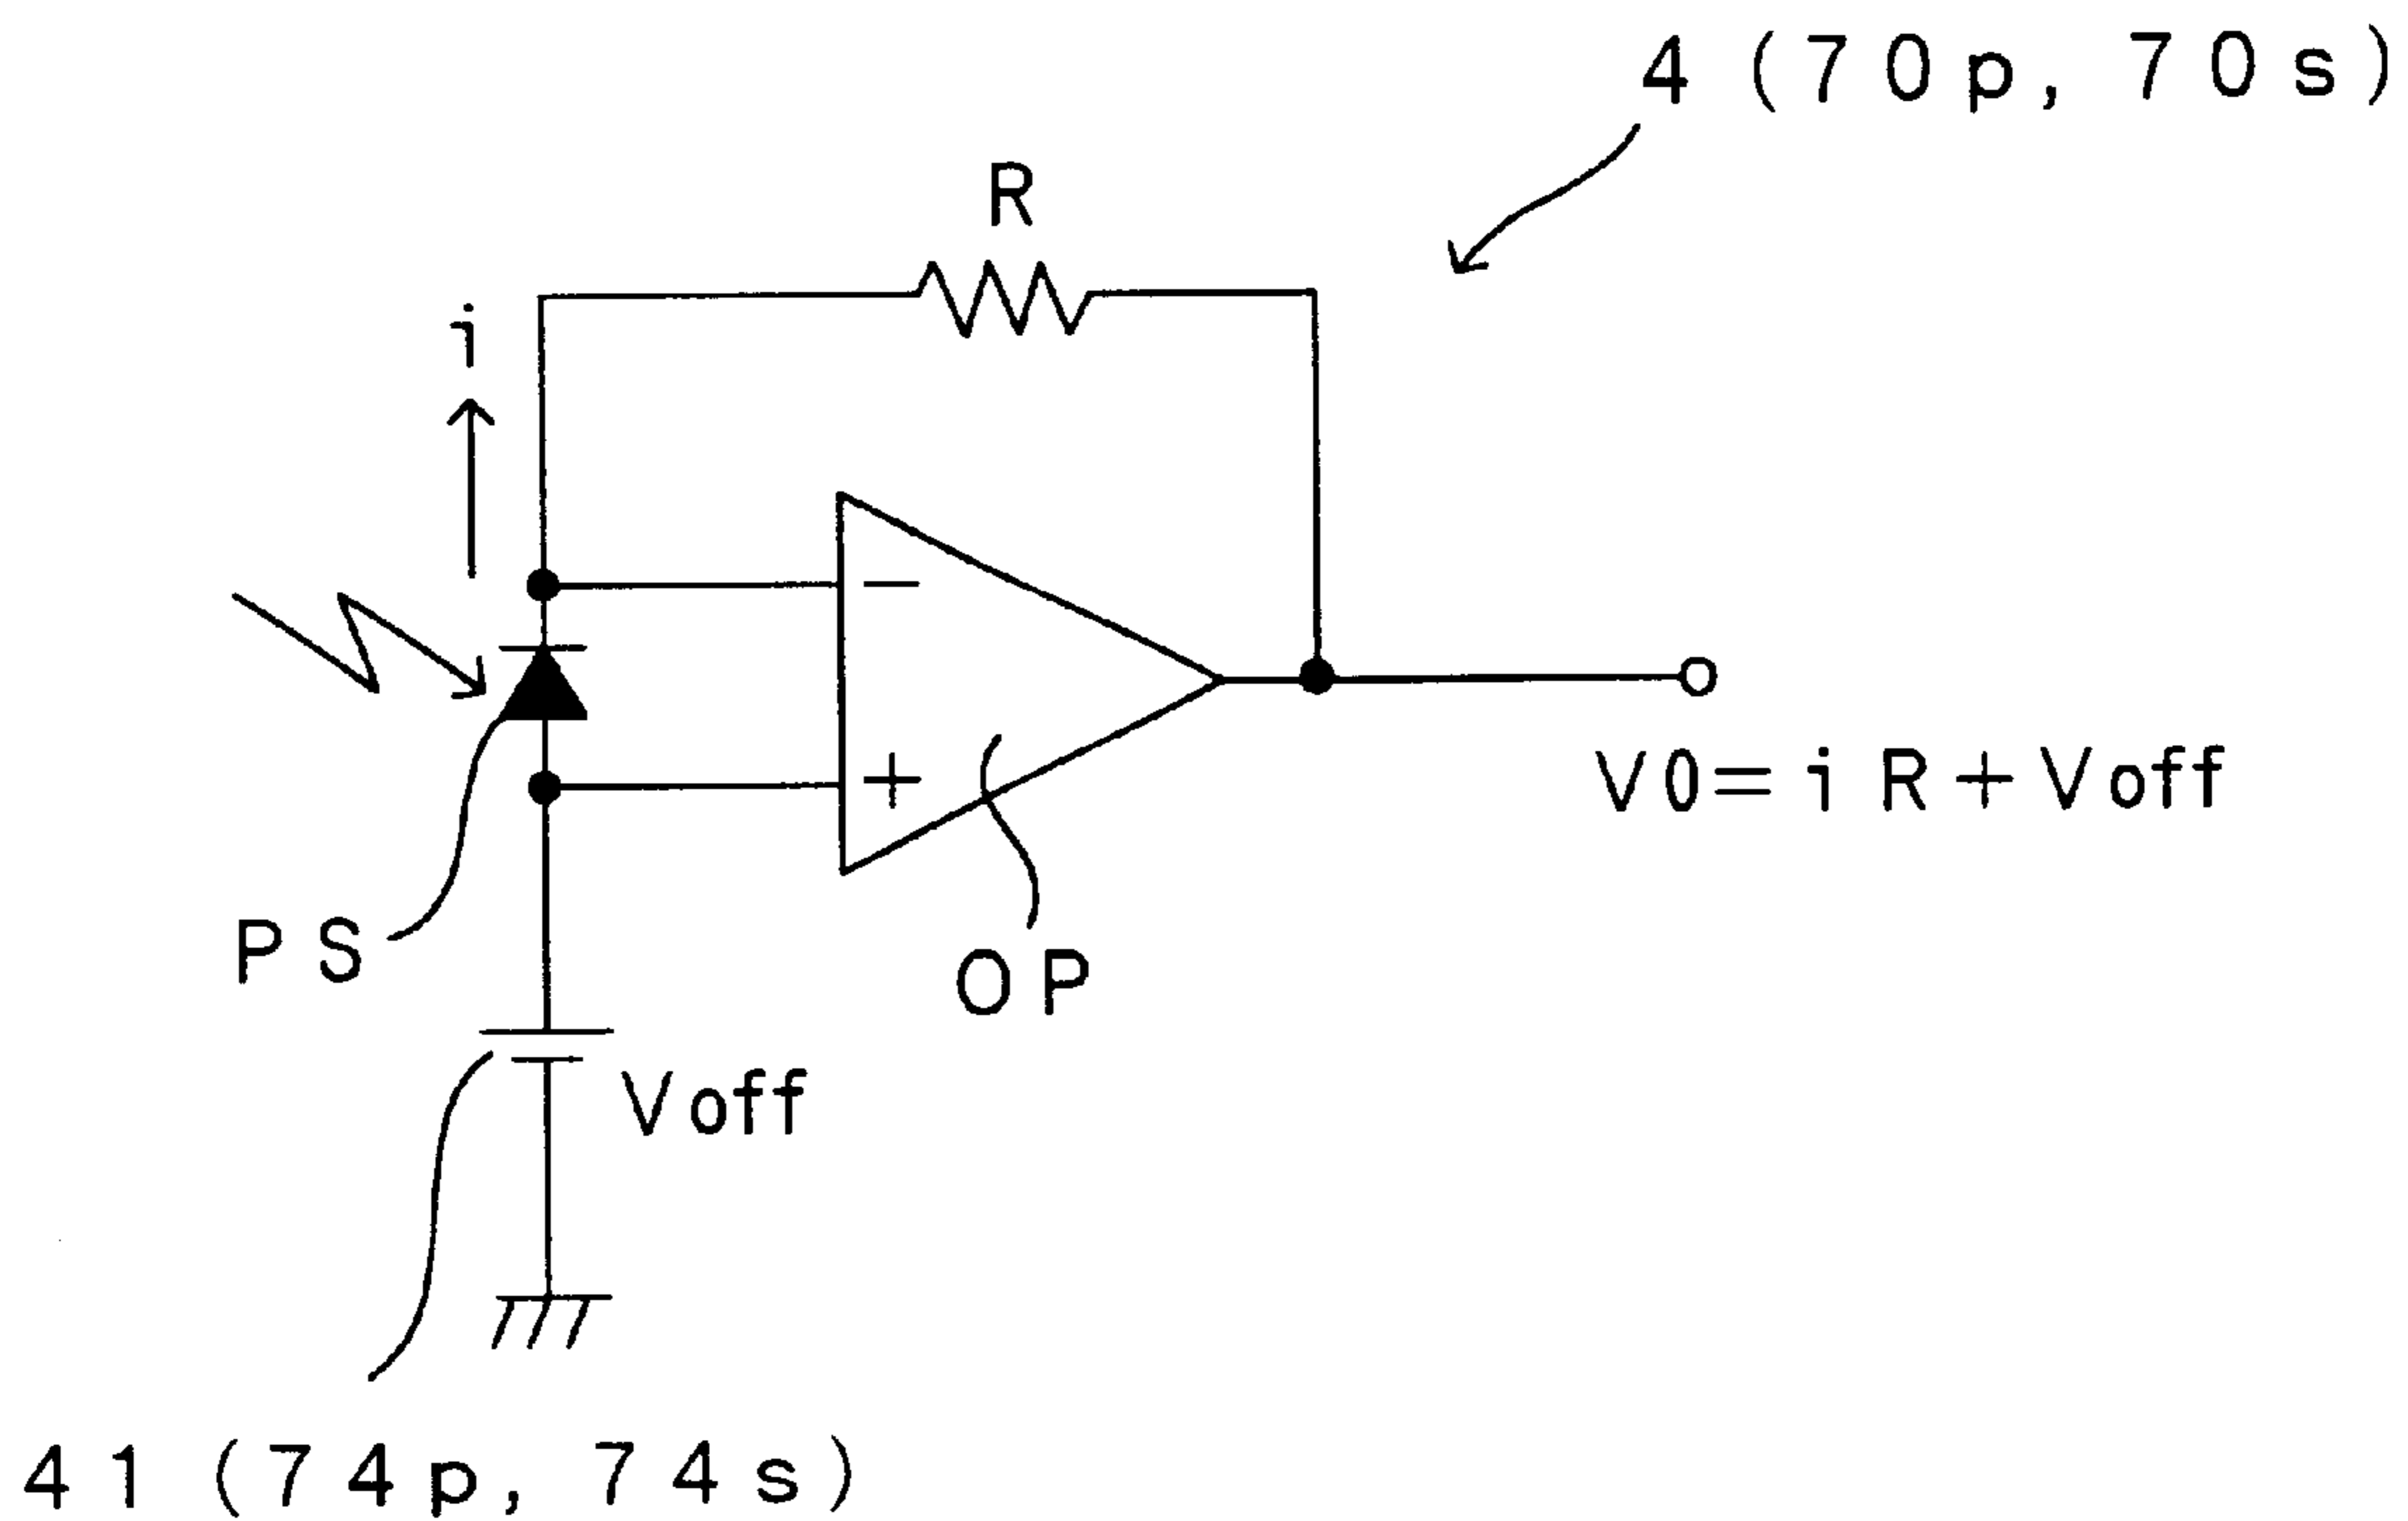 4 (70p, 70s)
R
i
−
+
V0=iR+Voff
PS
OP
Voff
41 (74p, 74s)